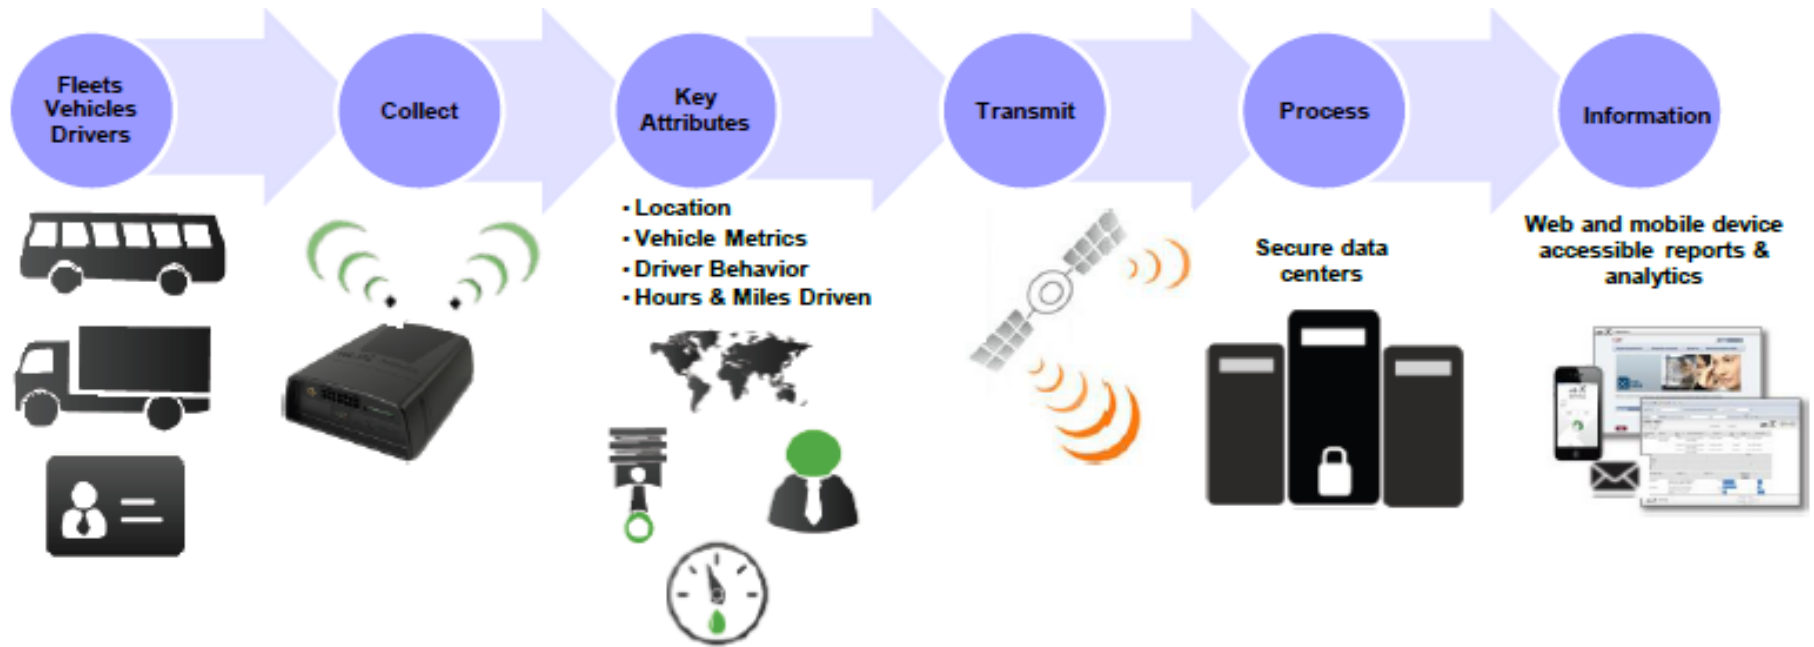 Fleets
Vehicles
Drivers
Collect
Key
Attributes
Transmit
Process
Information
· Location
· Vehicle Metrics
· Driver Behavior
· Hours & Miles Driven
Secure data
centers
Web and mobile device
accessible reports &
analytics